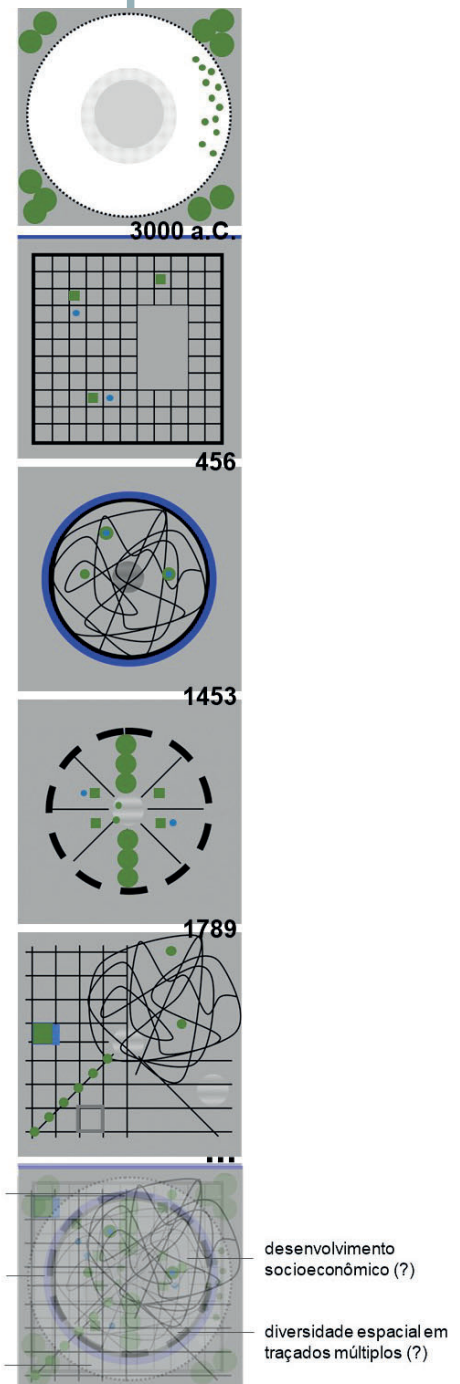 3000 a.C.
456
1453
1789
...
desenvolvimento
socioeconômico (?)
diversidade espacial em
traçados múltiplos (?)